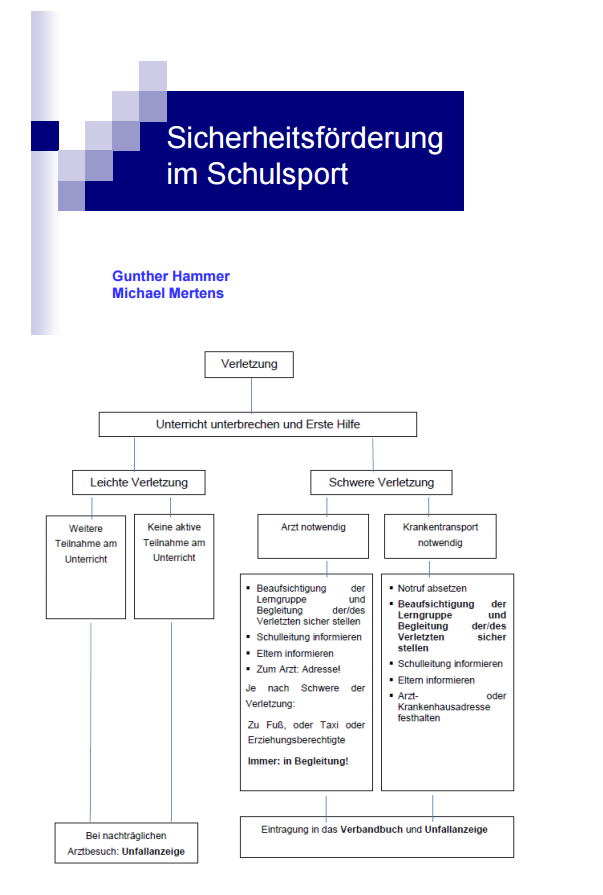 Sicherheitsförderung
im Schulsport
Gunther Hammer
Michael Mertens
Verletzung
Unterricht unterbrechen und Erste Hilfe
Leichte Verletzung
Schwere Verletzung
Weitere
Teilnahme am
Unterricht
Keine aktive
Teilnahme am
Unterricht
Arzt notwendig
Krankentransport
notwendig
▪ Beaufsichtigung der
Lerngruppe und
Begleitung der/des
Verletzten sicher stellen
▪ Schulleitung informieren
▪ Eltern informieren
▪ Zum Arzt: Adresse!
Je nach Schwere der
Verletzung:
Zu Fuß, oder Taxi oder
Erziehungsberechtigte
Immer: in Begleitung!
▪ Notruf absetzen
▪ Beaufsichtigung der
Lerngruppe und
Begleitung der/des
Verletzten sicher
stellen
▪ Schulleitung informieren
▪ Eltern informieren
▪ Arzt- oder
Krankenhausadresse
festhalten
Bei nachträglichen
Arztbesuch: Unfallanzeige
Eintragung in das Verbandbuch und Unfallanzeige